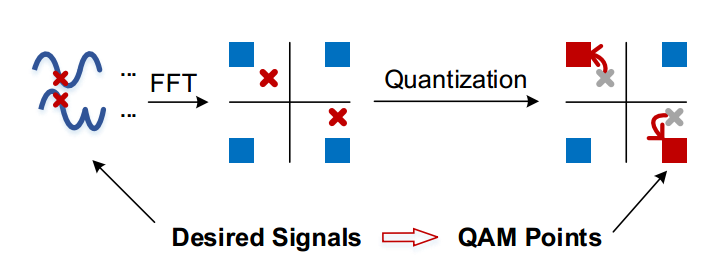 ...
FFT
Quantization
...
Desired Signals
QAM Points